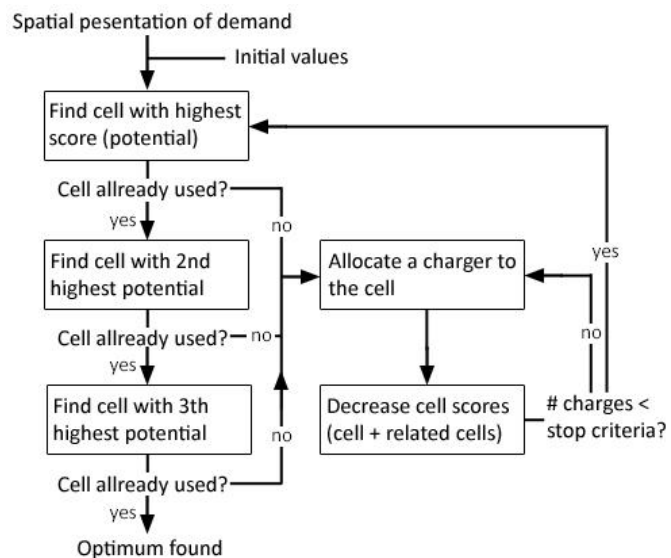 Spatial pesentation of demand
Initial values
Find cell with highest
score (potential)
Cell allready used?
no
yes
Find cell with 2nd
highest potential
Cell allready used?
no
yes
Find cell with 3th
highest potential
no
Cell allready used?
yes
Optimum found
Allocate a charger to
the cell
Decrease cell scores
(cell + related cells)
# charges <
stop criteria?
no
yes